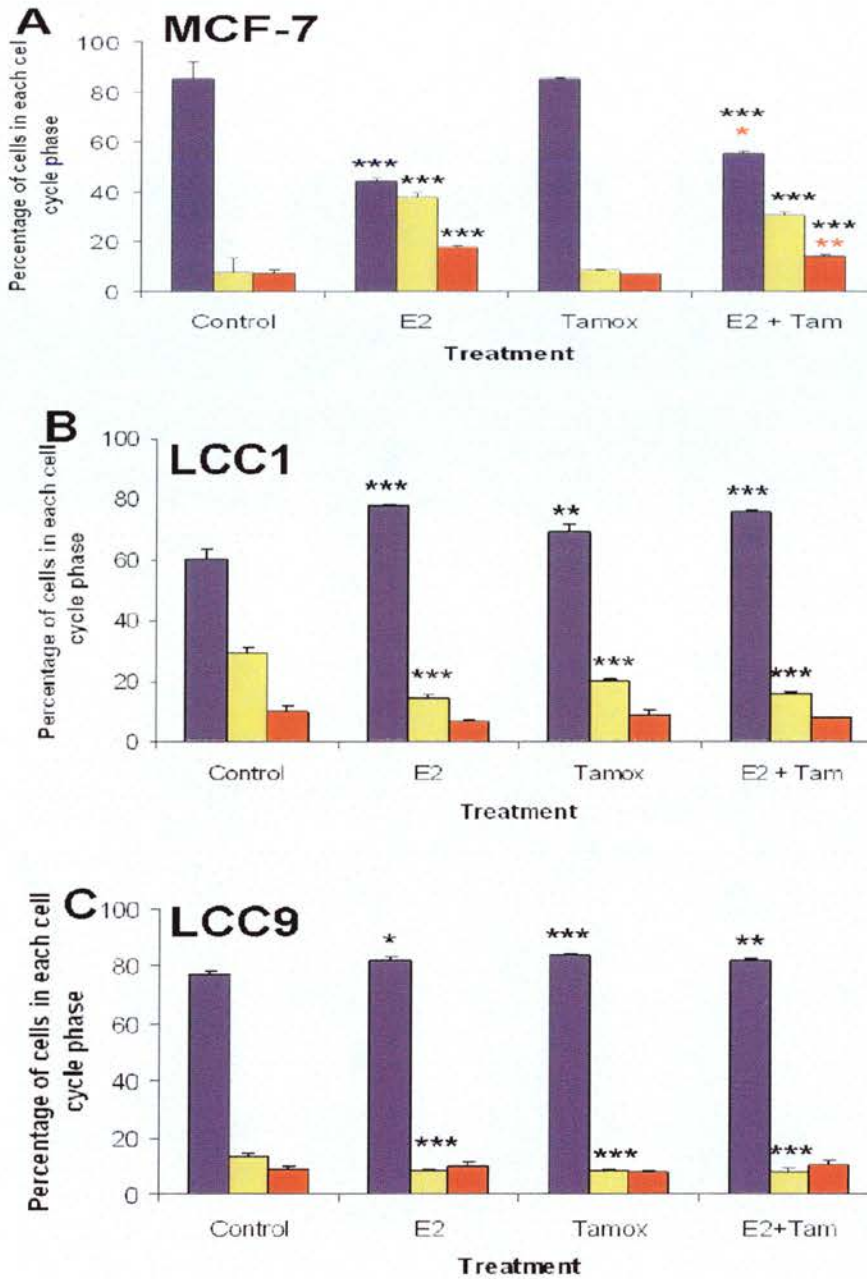 A
MCF-7
Percentage of cells in each cel
cycle phase
100
80
60
40
20
0
***
***
***
***
*
***
***
**
Control
E2
Tamox
E2 + Tam
Treatment
B
LCC1
Percentage of cells in each cell
cycle phase
100
80
60
40
20
0
***
***
**
***
***
***
Control
E2
Tamox
E2 + Tam
Treatment
C
LCC9
Percentage of cells in each cell
cycle phase
100
80
60
40
20
0
*
***
***
***
**
***
Control
E2
Tamox
E2+Tam
Treatment